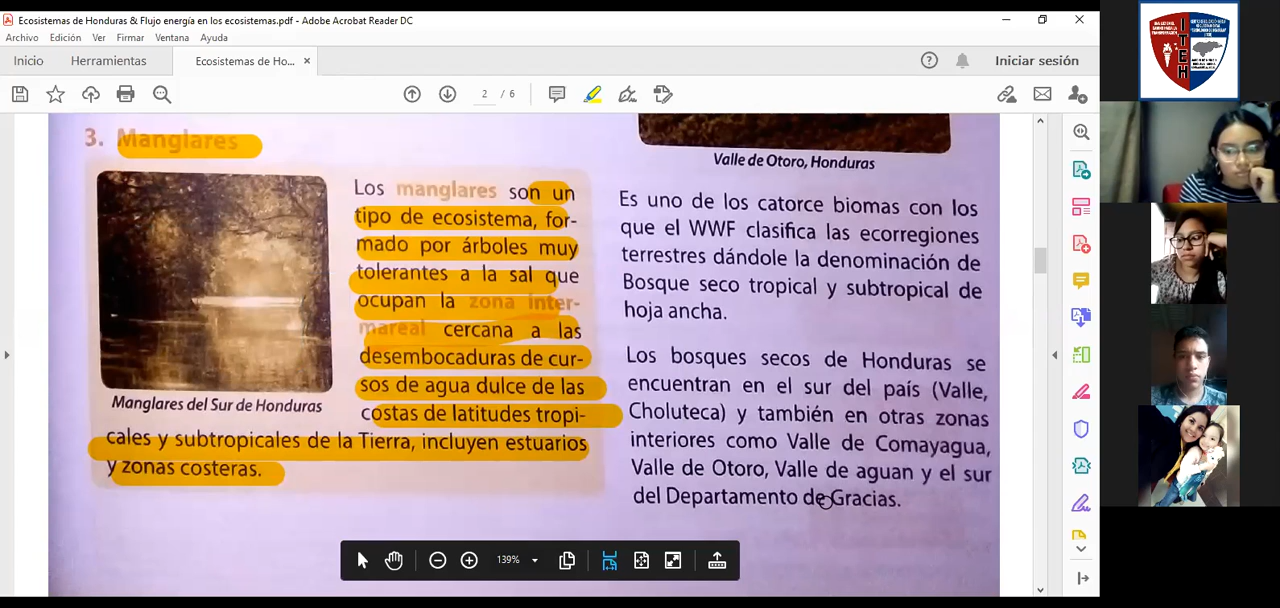 Ecosistemas de Honduras & Flujo energía en los ecosistemas.pdf - Adobe Acrobat Reader DC
Archivo Edición Ver Firmar Ventana Ayuda
Inicio Herramientas Ecosistemas de Ho... × Iniciar sesión
2 / 6
3. Manglares
Los manglares son un
tipo de ecosistema, for-
mado por árboles muy
tolerantes a la sal que
ocupan la zona inter-
mareal cercana a las
desembocaduras de cur-
sos de agua dulce de las
costas de latitudes tropi-
cales y subtropicales de la Tierra, incluyen estuarios
y zonas costeras.
Manglares del Sur de Honduras
Valle de Otoro, Honduras
Es uno de los catorce biomas con los
que el WWF clasifica las ecorregiones
terrestres dándole la denominación de
Bosque seco tropical y subtropical de
hoja ancha.
Los bosques secos de Honduras se
encuentran en el sur del país (Valle,
Choluteca) y también en otras zonas
interiores como Valle de Comayagua,
Valle de Otoro, Valle de aguan y el sur
del Departamento de Gracias.
139%
ITEH